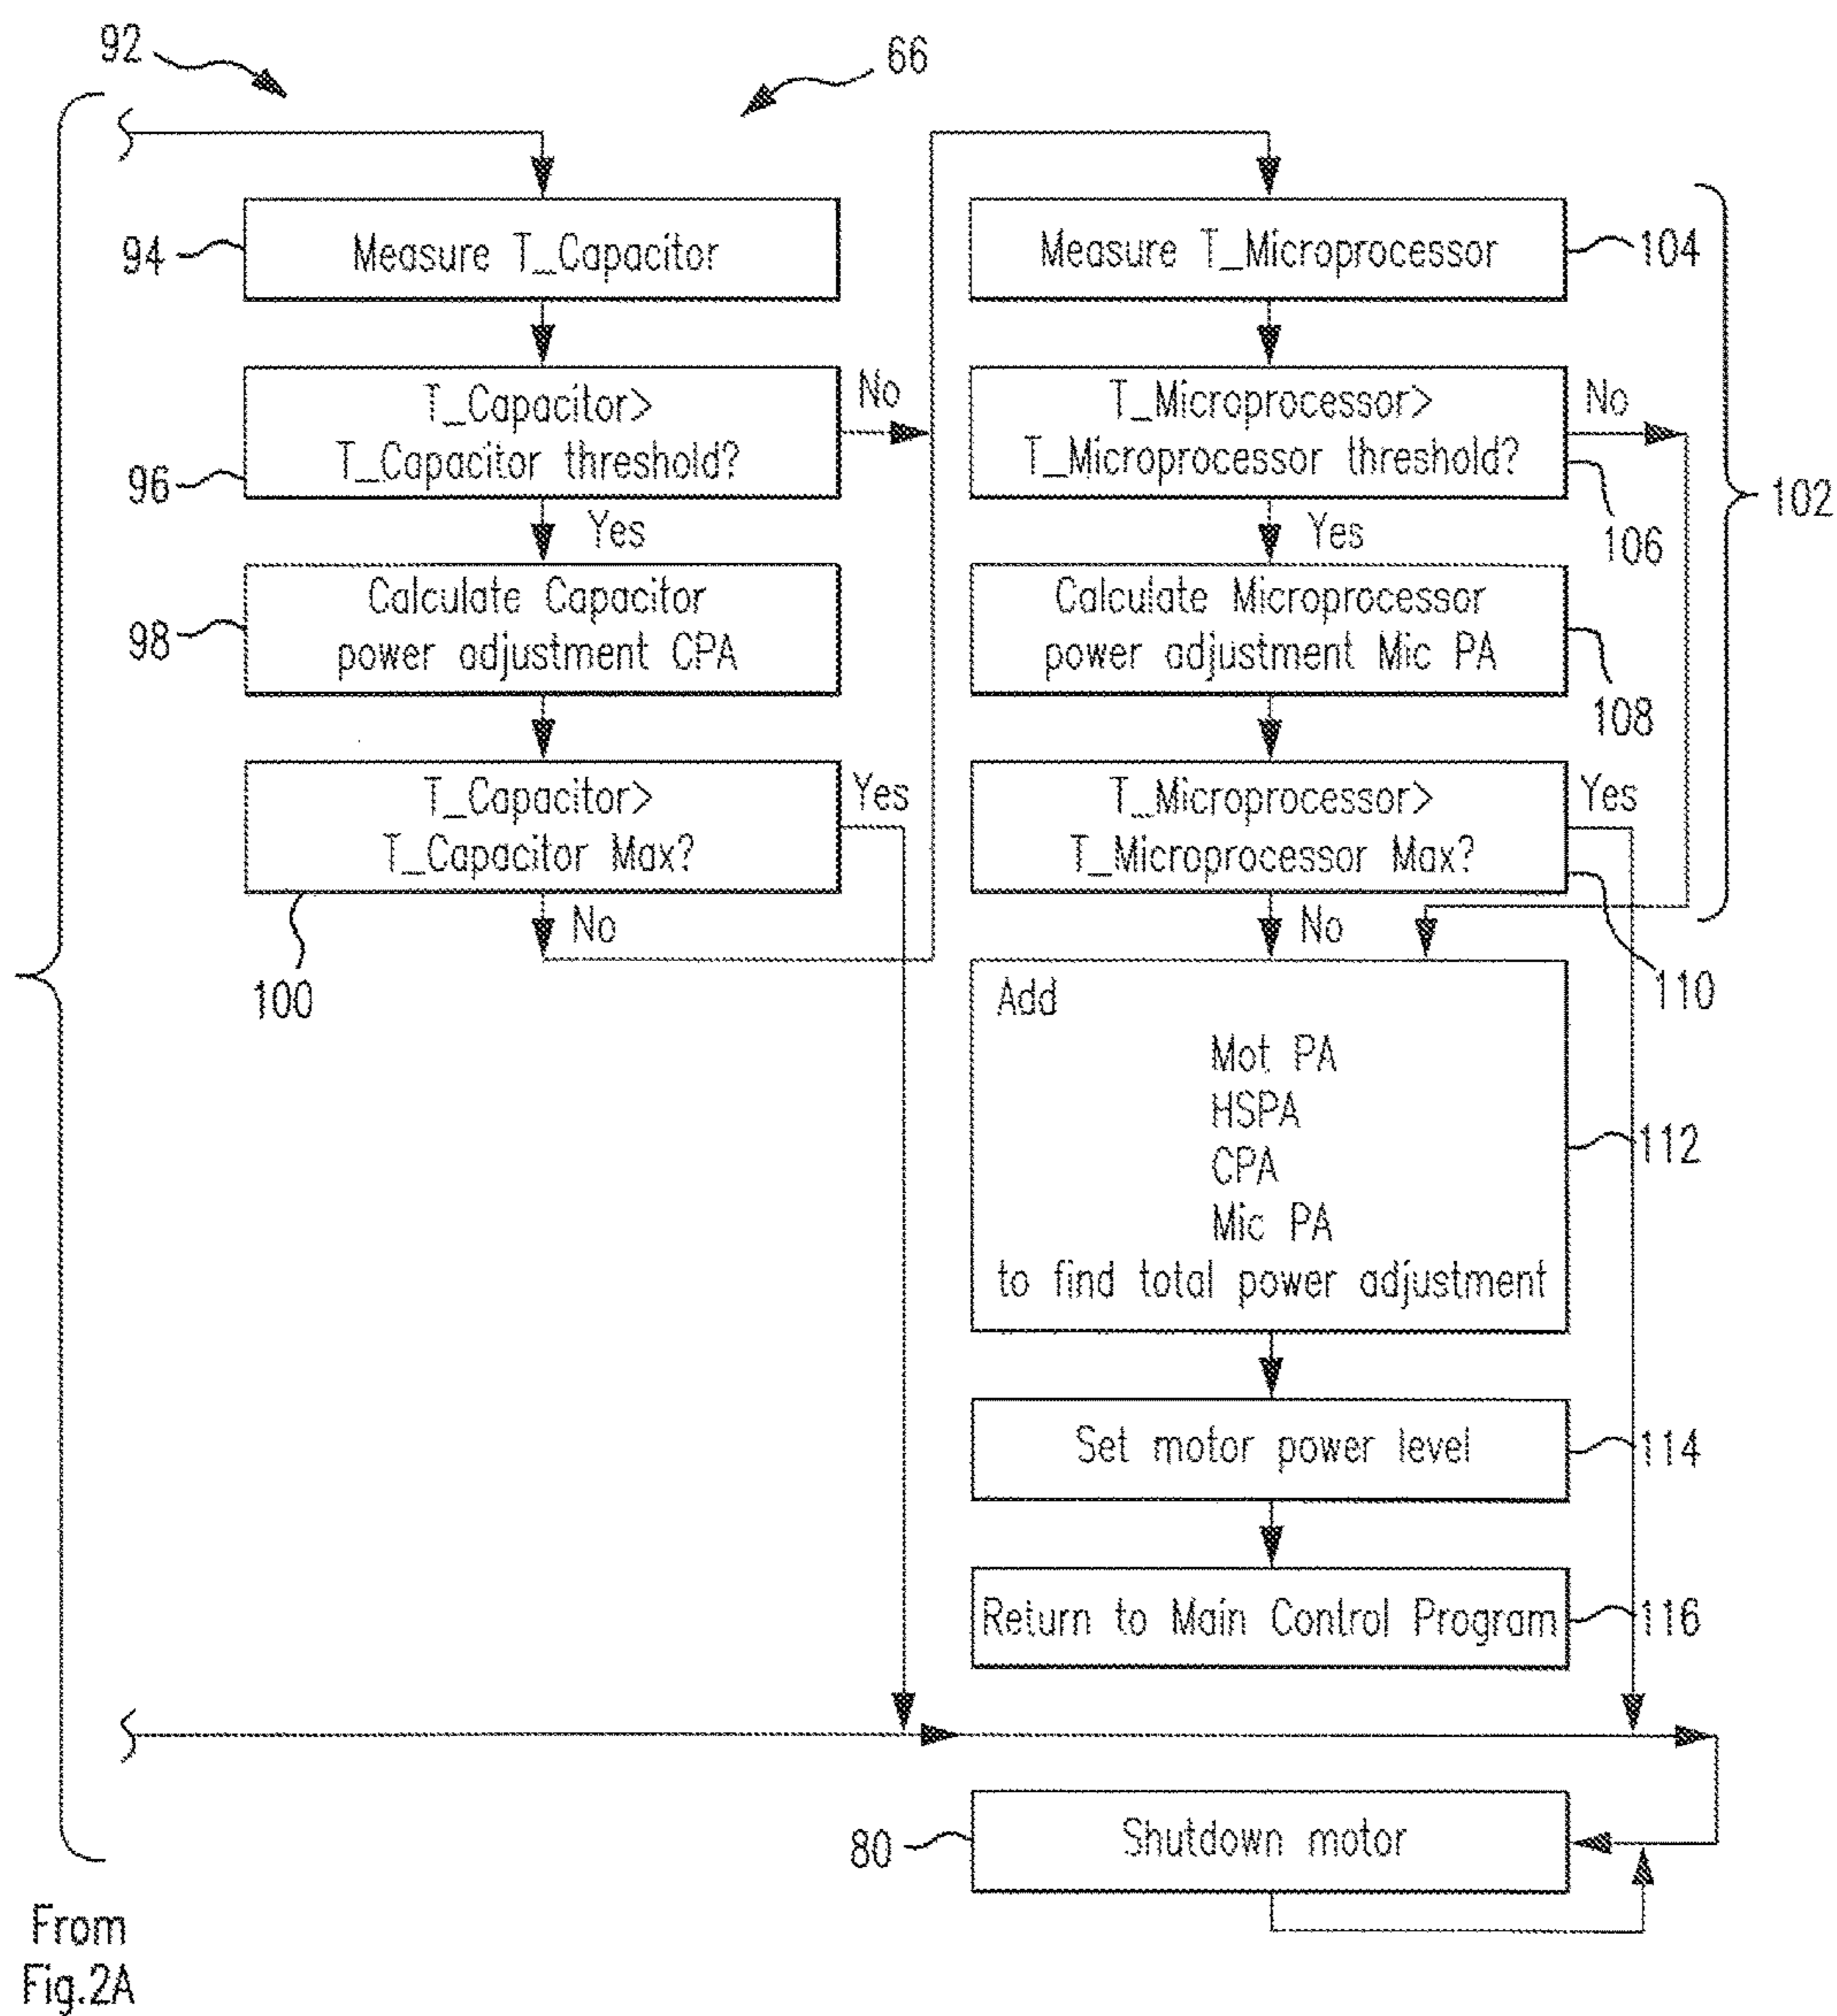 92
66
94
Measure T_Capacitor
96
T_Capacitor>
T_Capacitor threshold?
No
Yes
98
Calculate Capacitor
power adjustment CPA
T_Capacitor>
T_Capacitor Max?
Yes
No
100
Measure T_Microprocessor
104
T_Microprocessor>
T_Microprocessor threshold?
No
106
102
Yes
Calculate Microprocessor
power adjustment Mic PA
108
T_Microprocessor>
T_Microprocessor Max?
Yes
No
110
Add
Mot PA
HSPA
CPA
Mic PA
to find total power adjustment
112
Set motor power level
114
Return to Main Control Program
116
80
Shutdown motor
From
Fig.2A